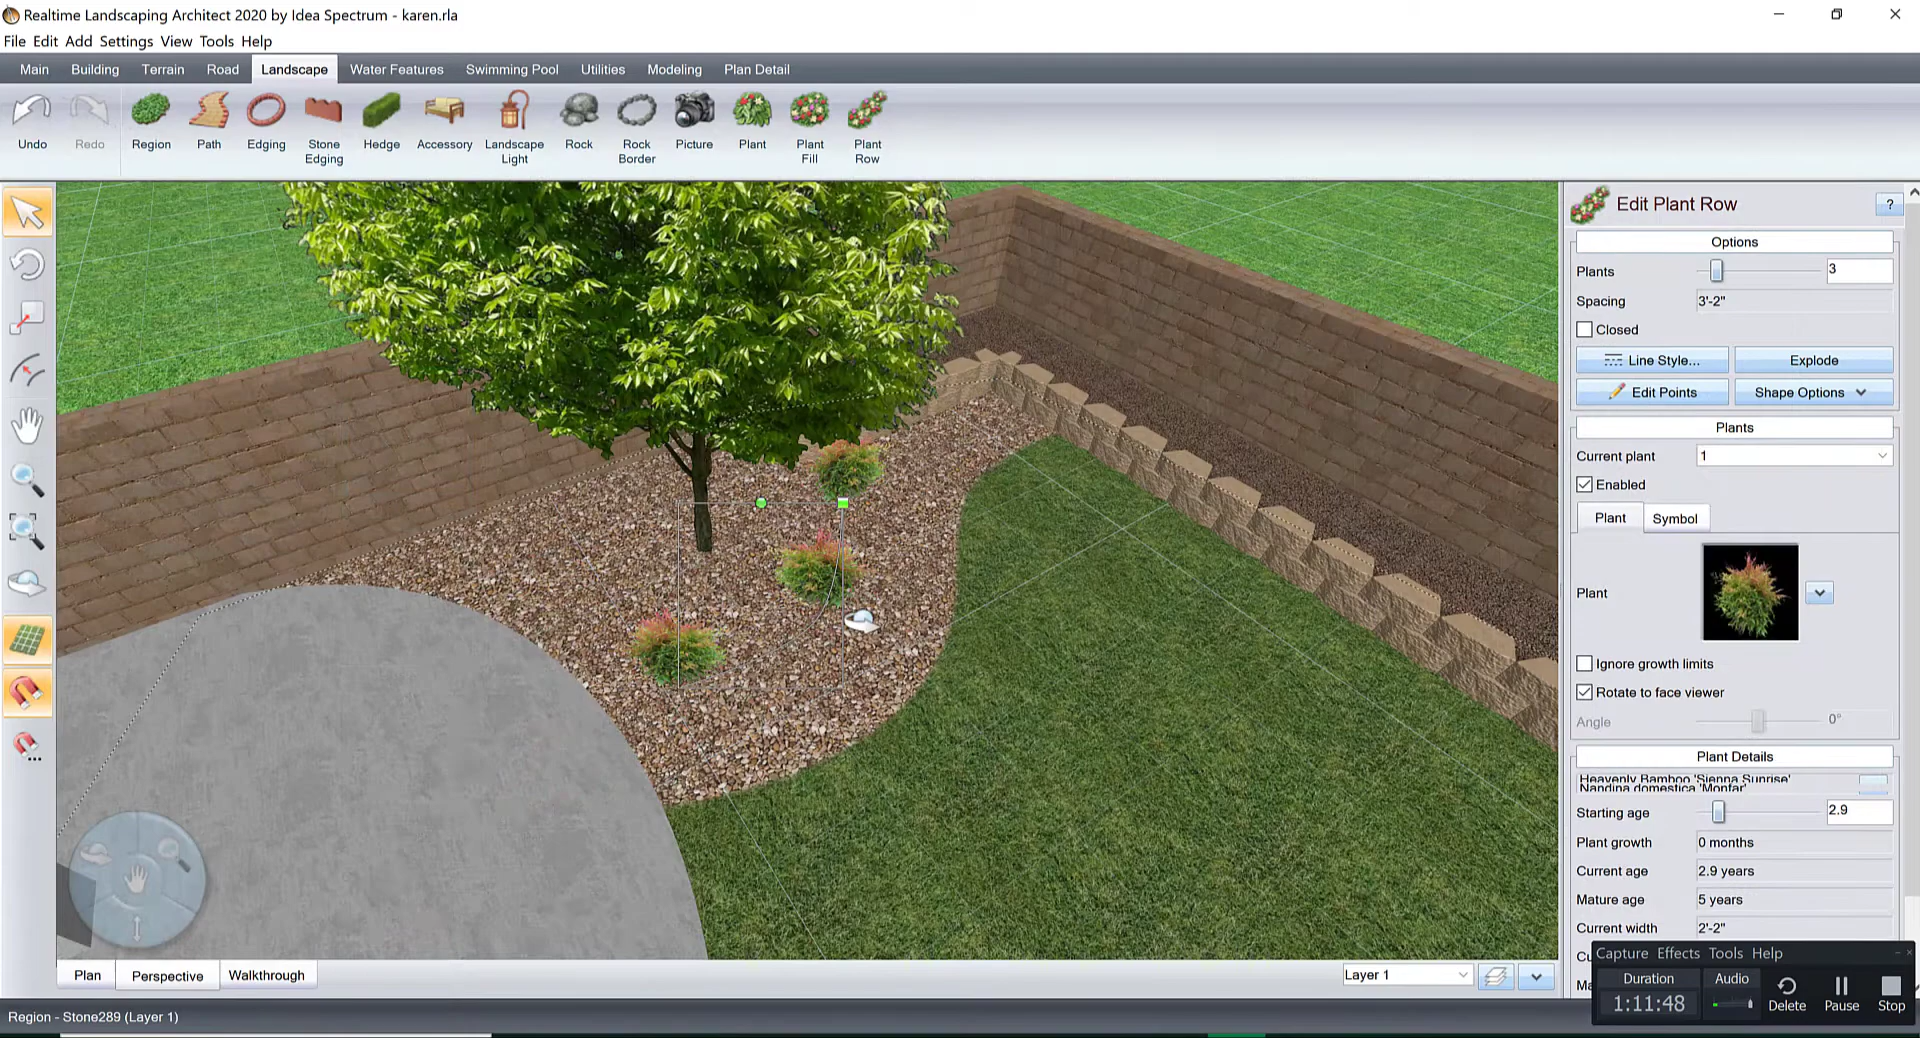 Realtime Landscaping Architect 2020 by Idea Spectrum - karen.rla
File Edit Add Settings View Tools Help
Main Building Terrain Road Landscape Water Features Swimming Pool Utilities Modeling Plan Detail
Undo Redo Region Path Edging Stone Edging Hedge Accessory Landscape Light Rock Rock Border Picture Plant Plant Fill Plant Row
Edit Plant Row
?
Options
Plants 3
Spacing 3'-2"
Closed
Line Style... Explode
Edit Points Shape Options
Plants
Current plant 1
Enabled
Plant Symbol
Plant
Ignore growth limits
Rotate to face viewer
Angle 0°
Plant Details
Heavenly Bamboo 'Sienna Sunrise'
Nandina domestica 'Monfar'
Starting age 2.9
Plant growth 0 months
Current age 2.9 years
Mature age 5 years
Current width 2'-2"
Cu
Ma
Capture Effects Tools Help
Duration Audio
1:11:48 Delete Pause Stop
Plan Perspective Walkthrough
Layer 1
Region - Stone289 (Layer 1)